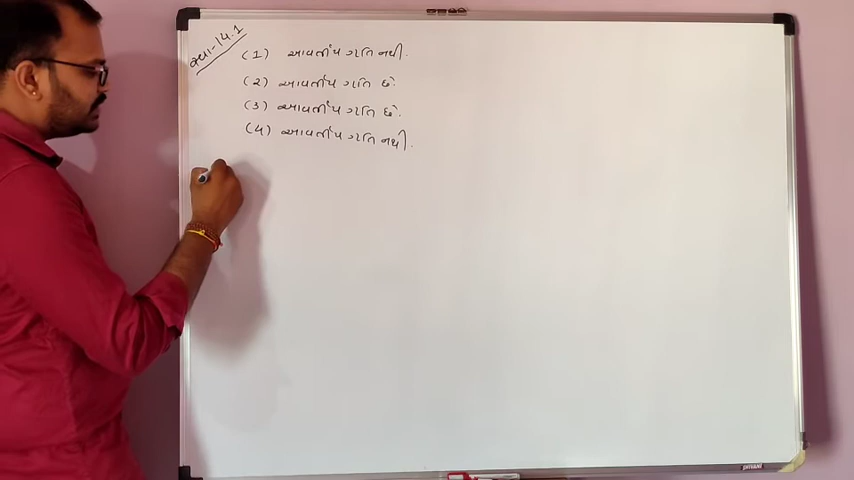 સ્વા-14.1
(1) આવર્તીય ગતિ નથી.
(2) આવર્તીય ગતિ છે.
(3) આવર્તીય ગતિ છે.
(4) આવર્તીય ગતિ નથી.